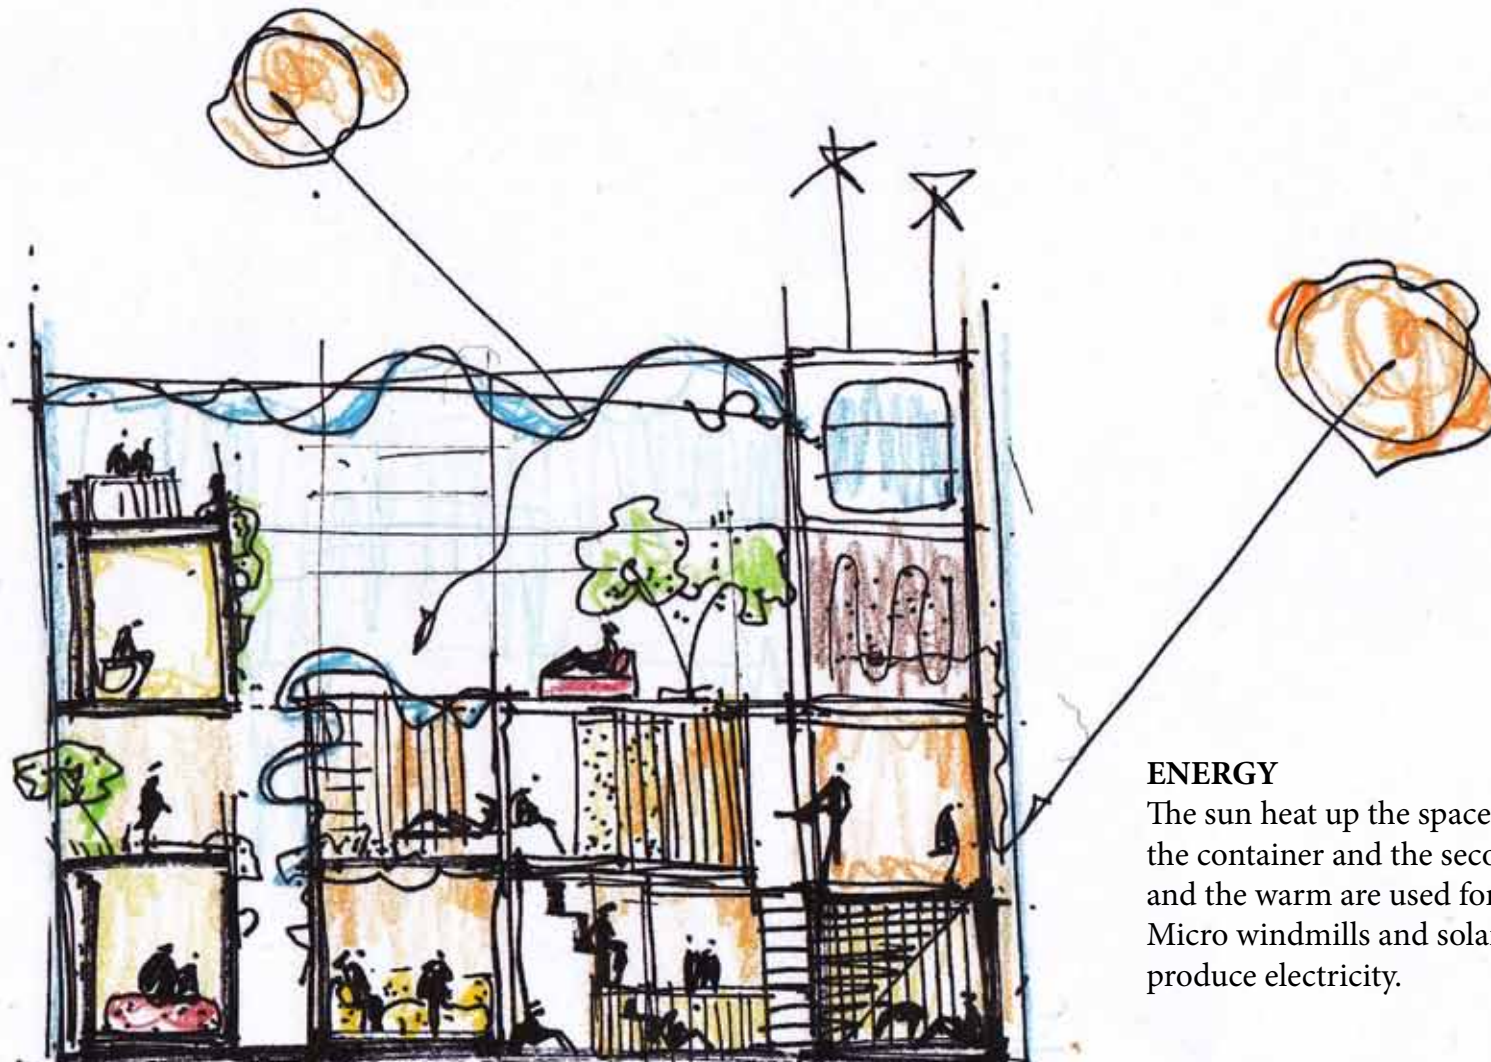 ENERGY
The sun heat up the space
the container and the seco
and the warm are used for
Micro windmills and solar
produce electricity.